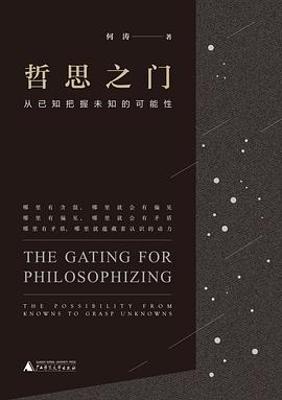 何 涛 著
哲思之门
从已知把握未知的可能性
哪里有贪鼓，哪里就会有偏见
哪里有偏见，哪里就会有矛盾
哪里有矛盾，哪里就蕴藏着认识的动力
THE GATING FOR
PHILOSOPHIZING
THE POSSIBILITY FROM
KNOWNS TO GRASP UNKNOWNS
广西师范大学出版社